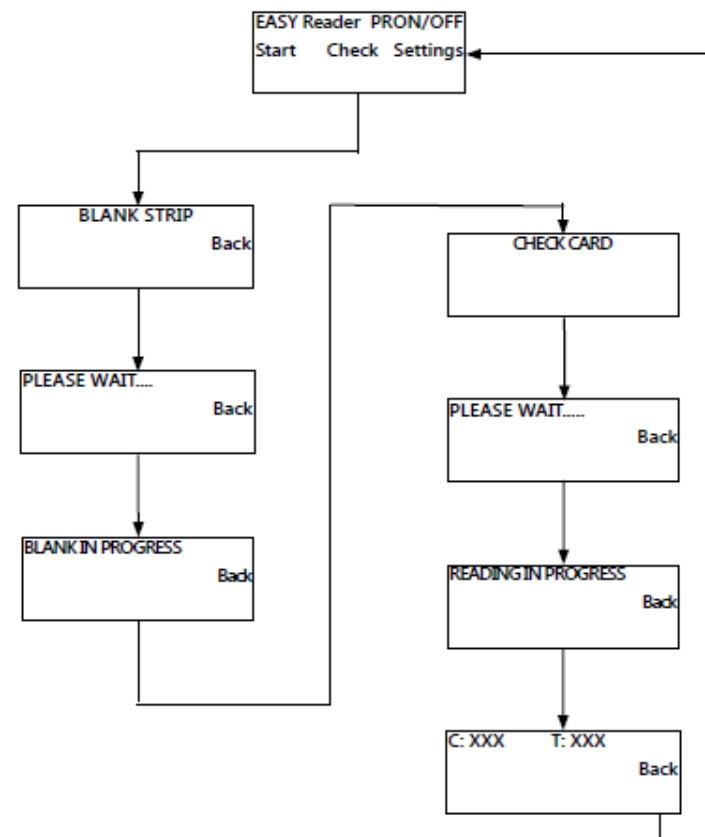 EASY Reader PRON/OFF
Start Check Settings
BLANK STRIP
Back
PLEASE WAIT....
Back
BLANK IN PROGRESS
Back
CHECK CARD
PLEASE WAIT.....
Back
READING IN PROGRESS
Back
C: XXX T: XXX
Back